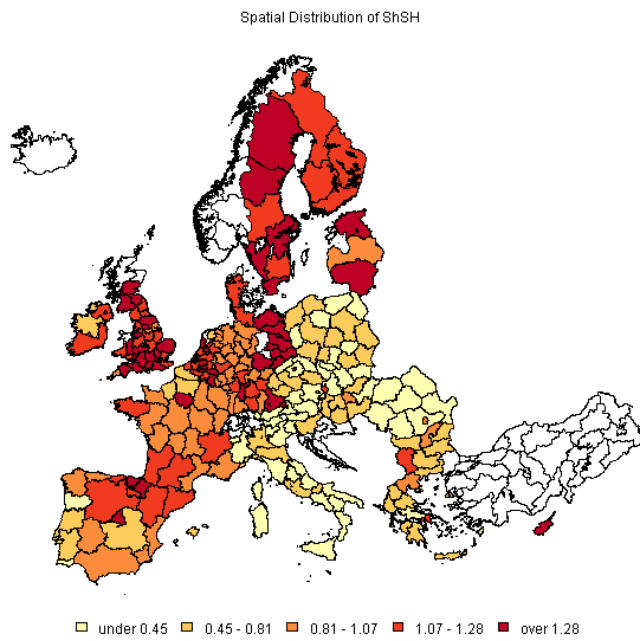 Spatial Distribution of ShSH
under 0.45
0.45 - 0.81
0.81 - 1.07
1.07 - 1.28
over 1.28